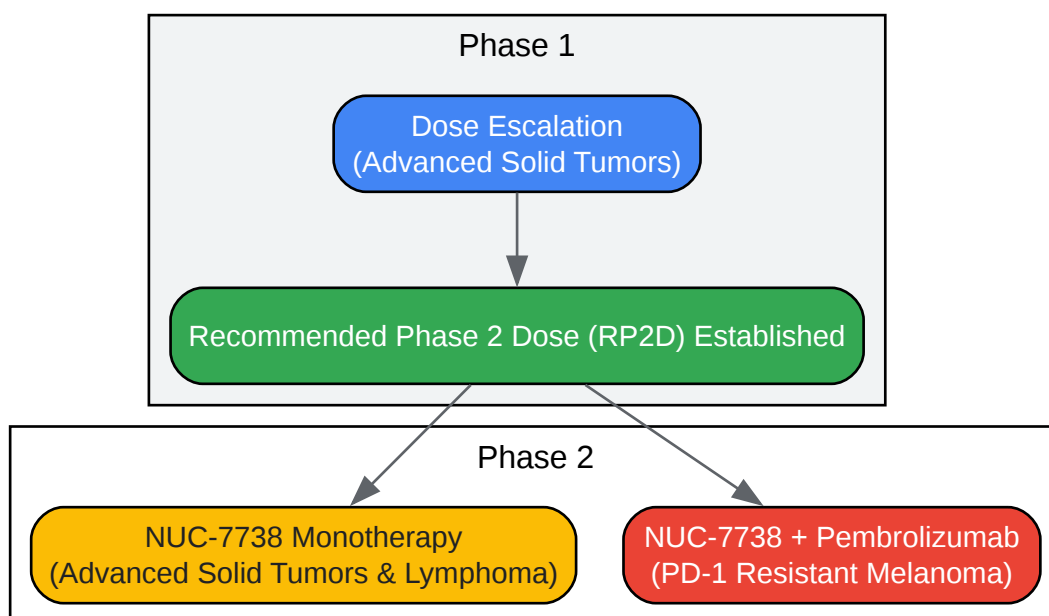 Phase 1
Dose Escalation
(Advanced Solid Tumors)
Recommended Phase 2 Dose (RP2D) Established
Phase 2
NUC-7738 Monotherapy
(Advanced Solid Tumors & Lymphoma)
NUC-7738 + Pembrolizumab
(PD-1 Resistant Melanoma)